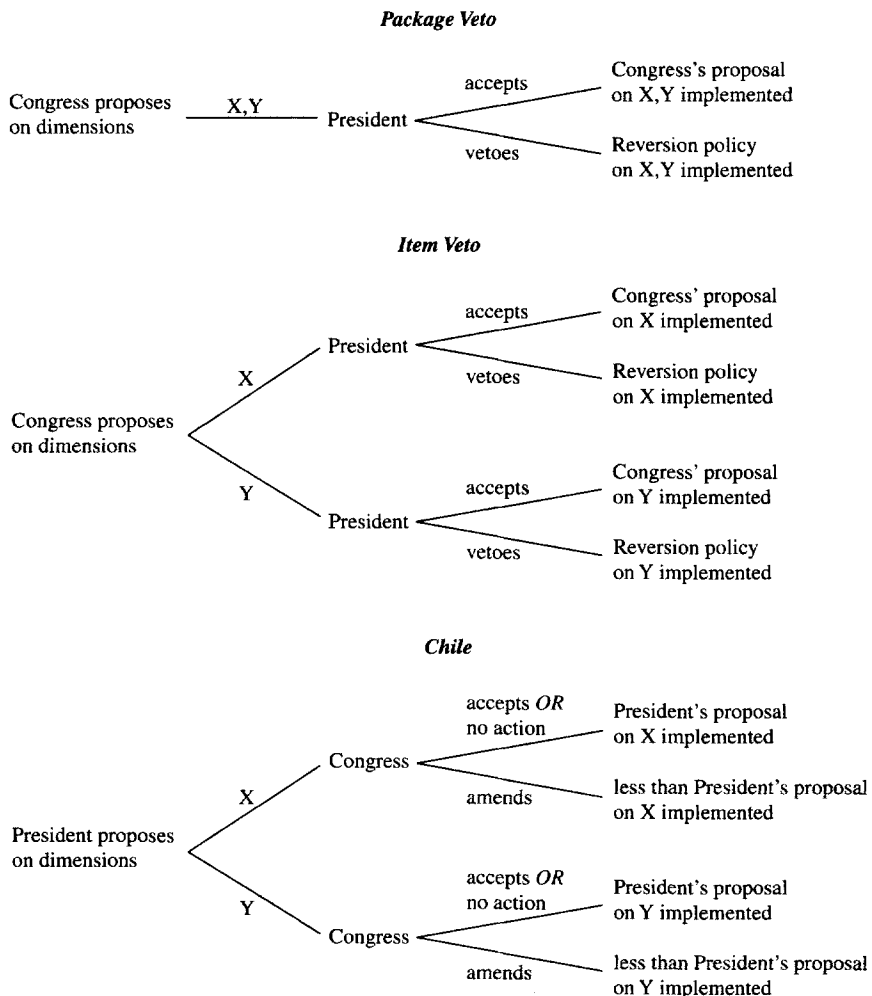 Package Veto
accepts
Congress's proposal
on X,Y implemented
Congress proposes
on dimensions
X,Y
President
vetoes
Reversion policy
on X,Y implemented
Item Veto
accepts
Congress' proposal
on X implemented
President
X
vetoes
Reversion policy
on X implemented
Congress proposes
on dimensions
Y
accepts
Congress' proposal
on Y implemented
President
vetoes
Reversion policy
on Y implemented
Chile
accepts OR
no action
President's proposal
on X implemented
Congress
X
amends
less than President's proposal
on X implemented
President proposes
on dimensions
Y
accepts OR
no action
President's proposal
on Y implemented
Congress
amends
less than President's proposal
on Y implemented